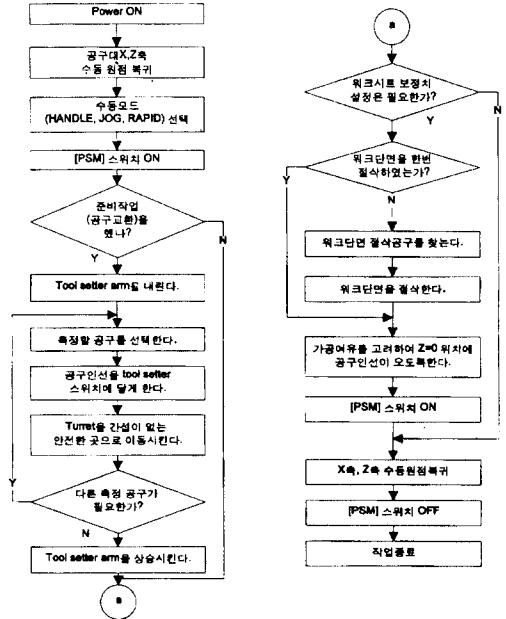 Power ON
공구대X,Z축
수동 원점 복귀
수동모드
(HANDLE, JOG, RAPID) 선택
[PSM] 스위치 ON
준비작업
(공구교환)을
했나?
N
Y
Tool setter arm를 내린다.
측정할 공구를 선택한다.
공구인선을 tool setter
스위치에 닿게 한다.
Turret을 간섭이 없는
안전한 곳으로 이동시킨다.
Y
다른 측정 공구가
필요한가?
N
Tool setter arm를 상승시킨다.
a
a
워크시트 보정치
설정은 필요한가?
N
Y
워크단면을 한번
절삭하였는가?
Y
N
워크단면 절삭공구를 찾는다.
워크단면을 절삭한다.
가공여유를 고려하여 Z=0 위치에
공구인선이 오도록한다.
[PSM] 스위치 ON
X축, Z축 수동원점복귀
[PSM] 스위치 OFF
작업종료